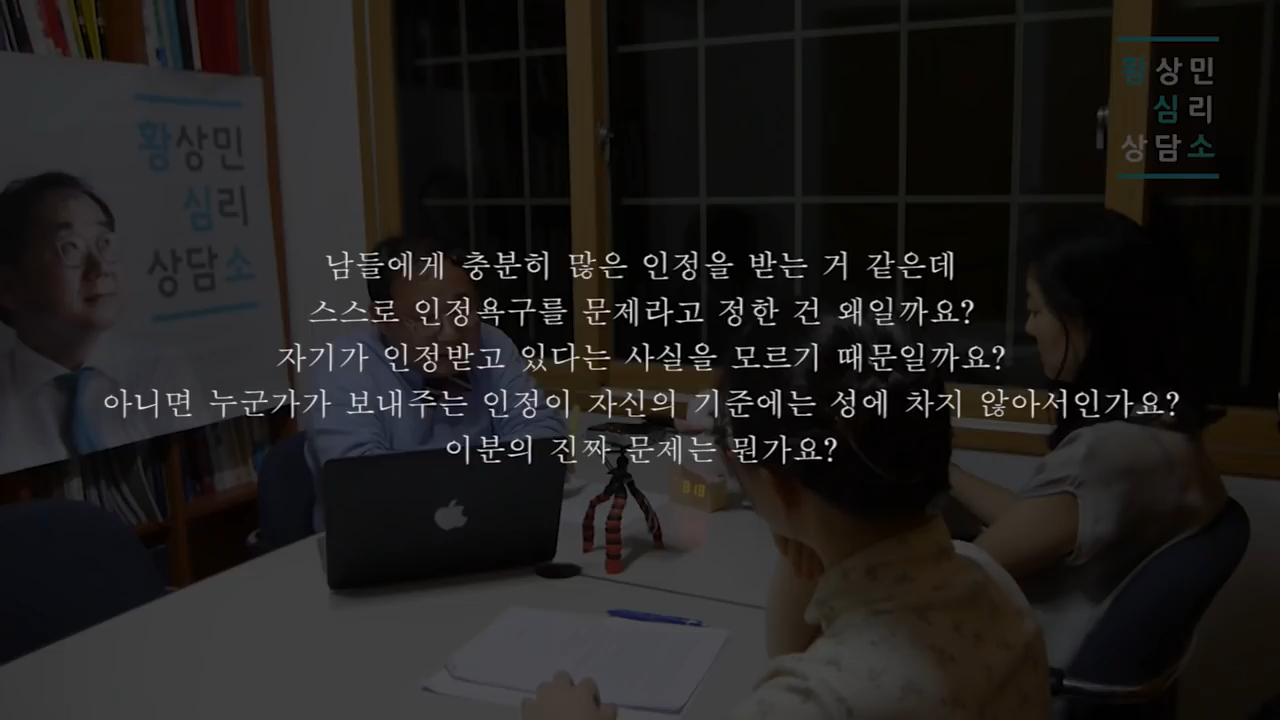 황상민
심리
상담소
황상민
심리
상담소
남들에게 충분히 많은 인정을 받는 거 같은데
스스로 인정욕구를 문제라고 정한 건 왜일까요?
자기가 인정받고 있다는 사실을 모르기 때문일까요?
아니면 누군가가 보내주는 인정이 자신의 기준에는 성에 차지 않아서인가요?
이분의 진짜 문제는 뭔가요?